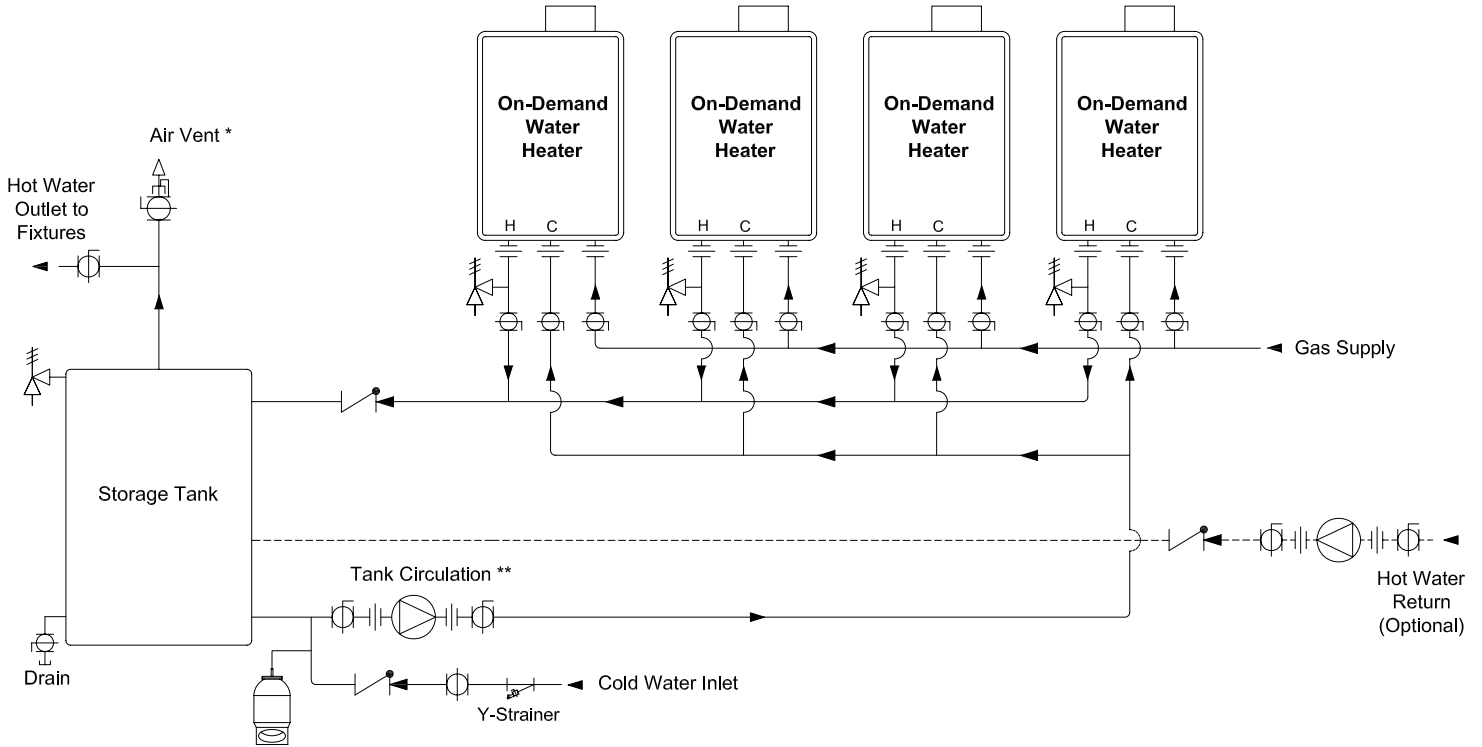 On-Demand
Water
Heater
On-Demand
Water
Heater
On-Demand
Water
Heater
On-Demand
Water
Heater
H C
H C
H C
H C
Air Vent *
Hot Water
Outlet to
Fixtures
Gas Supply
Storage Tank
Tank Circulation **
Hot Water
Return
(Optional)
Drain
Cold Water Inlet
Y-Strainer